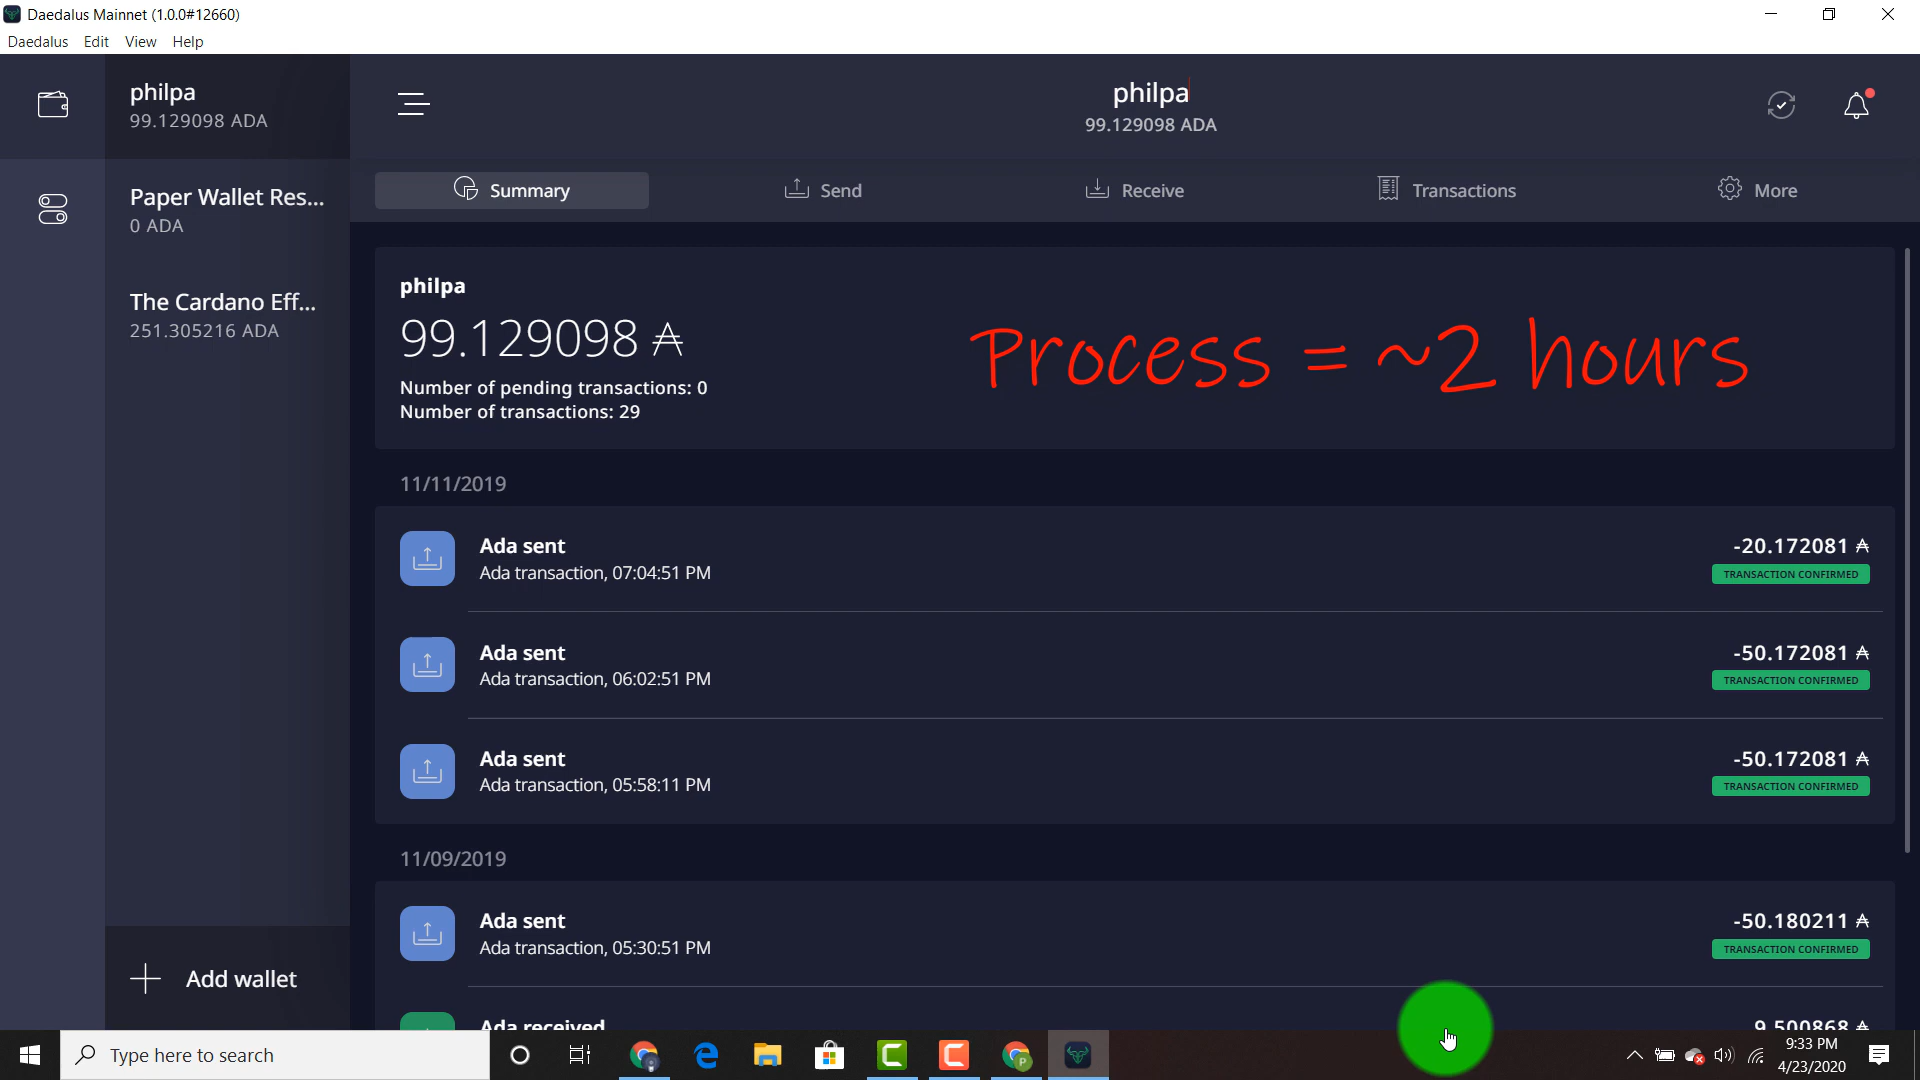 Daedalus Mainnet (1.0.0#12660)
Daedalus Edit View Help
philpa
99.129098 ADA
Paper Wallet Res...
0 ADA
The Cardano Eff...
251.305216 ADA
Add wallet
philpa
99.129098 ADA
Summary
Send
Receive
Transactions
More
philpa
99.129098 ₳
Number of pending transactions: 0
Number of transactions: 29
Process = ~2 hours
11/11/2019
Ada sent
-20.172081 ₳
Ada transaction, 07:04:51 PM
TRANSACTION CONFIRMED
Ada sent
-50.172081 ₳
Ada transaction, 06:02:51 PM
TRANSACTION CONFIRMED
Ada sent
-50.172081 ₳
Ada transaction, 05:58:11 PM
TRANSACTION CONFIRMED
11/09/2019
Ada sent
-50.180211 ₳
Ada transaction, 05:30:51 PM
TRANSACTION CONFIRMED
Ada received
9.500868 ₳
Type here to search
9:33 PM
4/23/2020